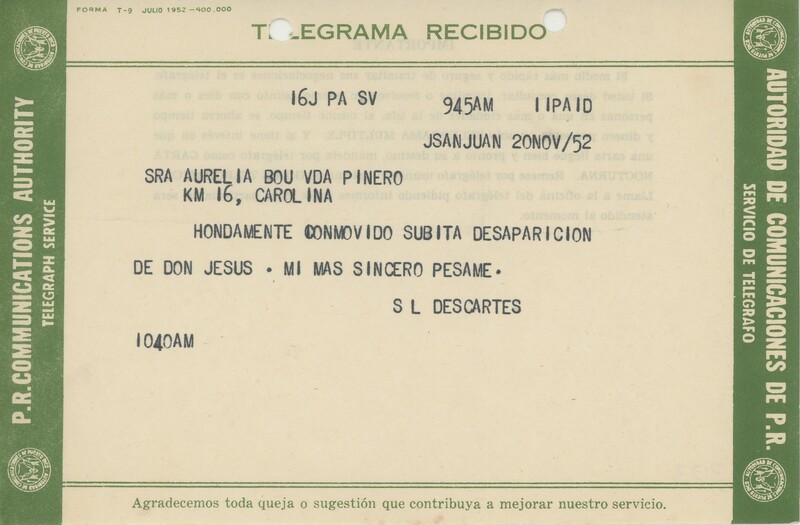 FORMA T-9 JULIO 1952-400.000
TELEGRAMA RECIBIDO
16J PA SV 945AM 11PAID
JSANJUAN 20NOV/52
SRA AURELIA BOU VDA PINERO
KM 16, CAROLINA
HONDAMENTE CONMOVIDO SUBITA DESAPARICION
DE DON JESUS . MI MAS SINCERO PESAME.
S L DESCARTES
1040AM
P.R. COMMUNICATIONS AUTHORITY
TELEGRAPH SERVICE
AUTORIDAD DE COMUNICACIONES DE P.R.
SERVICIO DE TELEGRAFO
Agradecemos toda queja o sugestión que contribuya a mejorar nuestro servicio.